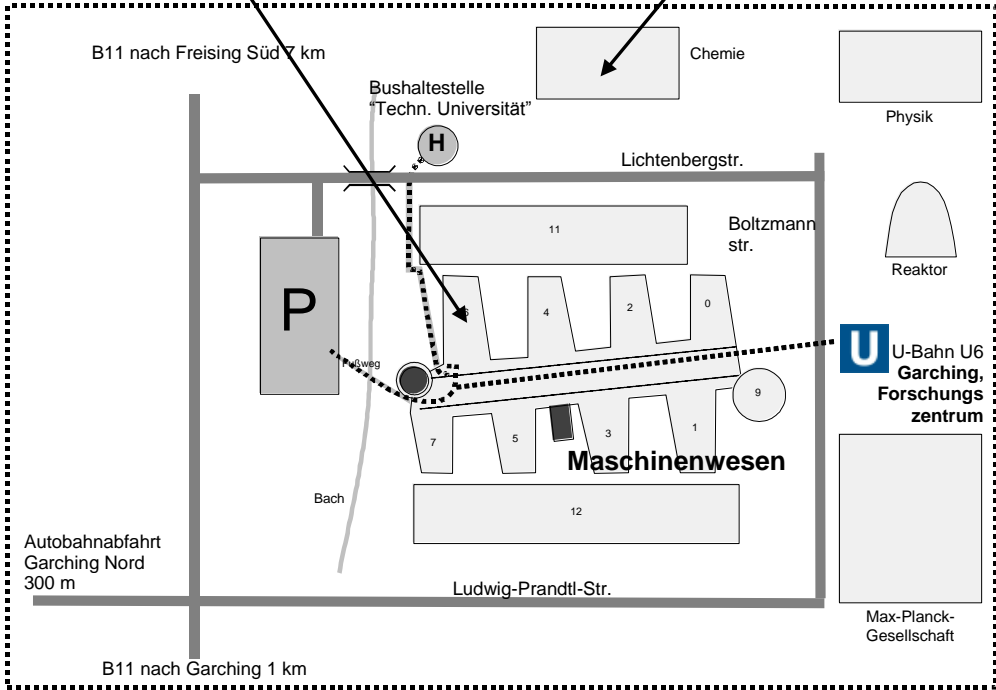 B11 nach Freising Süd 7 km
Chemie
Physik
Bushaltestelle
“Techn. Universität”
H
Lichtenbergstr.
Boltzmann
str.
Reaktor
11
P
6
4
2
0
Fußweg
U
U-Bahn U6
Garching,
Forschungs
zentrum
9
7
5
3
1
Maschinenwesen
Bach
12
Autobahnabfahrt
Garching Nord
300 m
Ludwig-Prandtl-Str.
Max-Planck-
Gesellschaft
B11 nach Garching 1 km